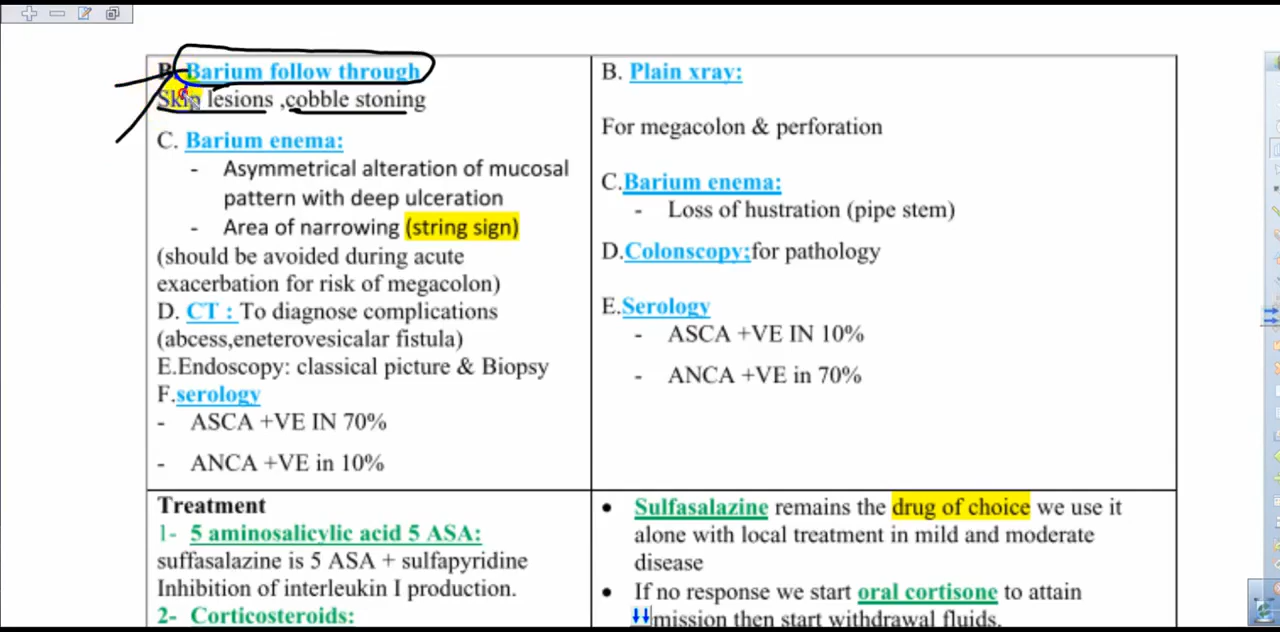 B. Barium follow through
Skip lesions ,cobble stoning
C. Barium enema:
- Asymmetrical alteration of mucosal
pattern with deep ulceration
- Area of narrowing (string sign)
(should be avoided during acute
exacerbation for risk of megacolon)
D. CT : To diagnose complications
(abcess,eneterovesicalar fistula)
E.Endoscopy: classical picture & Biopsy
F.serology
- ASCA +VE IN 70%
- ANCA +VE in 10%
B. Plain xray:
For megacolon & perforation
C.Barium enema:
- Loss of hustration (pipe stem)
D.Colonscopy:for pathology
E.Serology
- ASCA +VE IN 10%
- ANCA +VE in 70%
Treatment
1- 5 aminosalicylic acid 5 ASA:
suffasalazine is 5 ASA + sulfapyridine
Inhibition of interleukin I production.
2- Corticosteroids:
• Sulfasalazine remains the drug of choice we use it
alone with local treatment in mild and moderate
disease
• If no response we start oral cortisone to attain
mission then start withdrawal fluids.